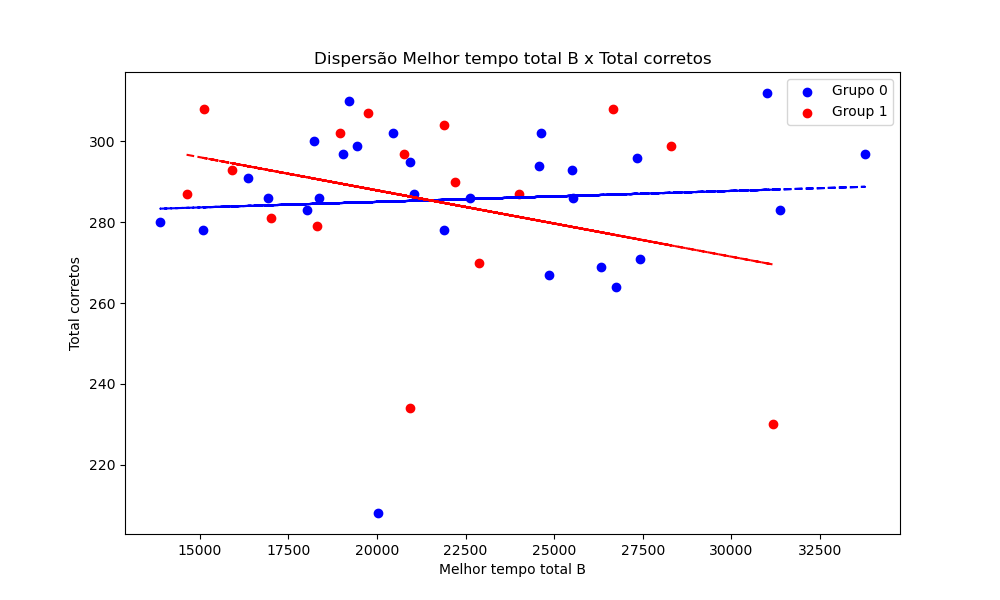 Dispersão Melhor tempo total B x Total corretos
Grupo 0
Group 1
Total corretos
300
280
260
240
220
15000 17500 20000 22500 25000 27500 30000 32500
Melhor tempo total B